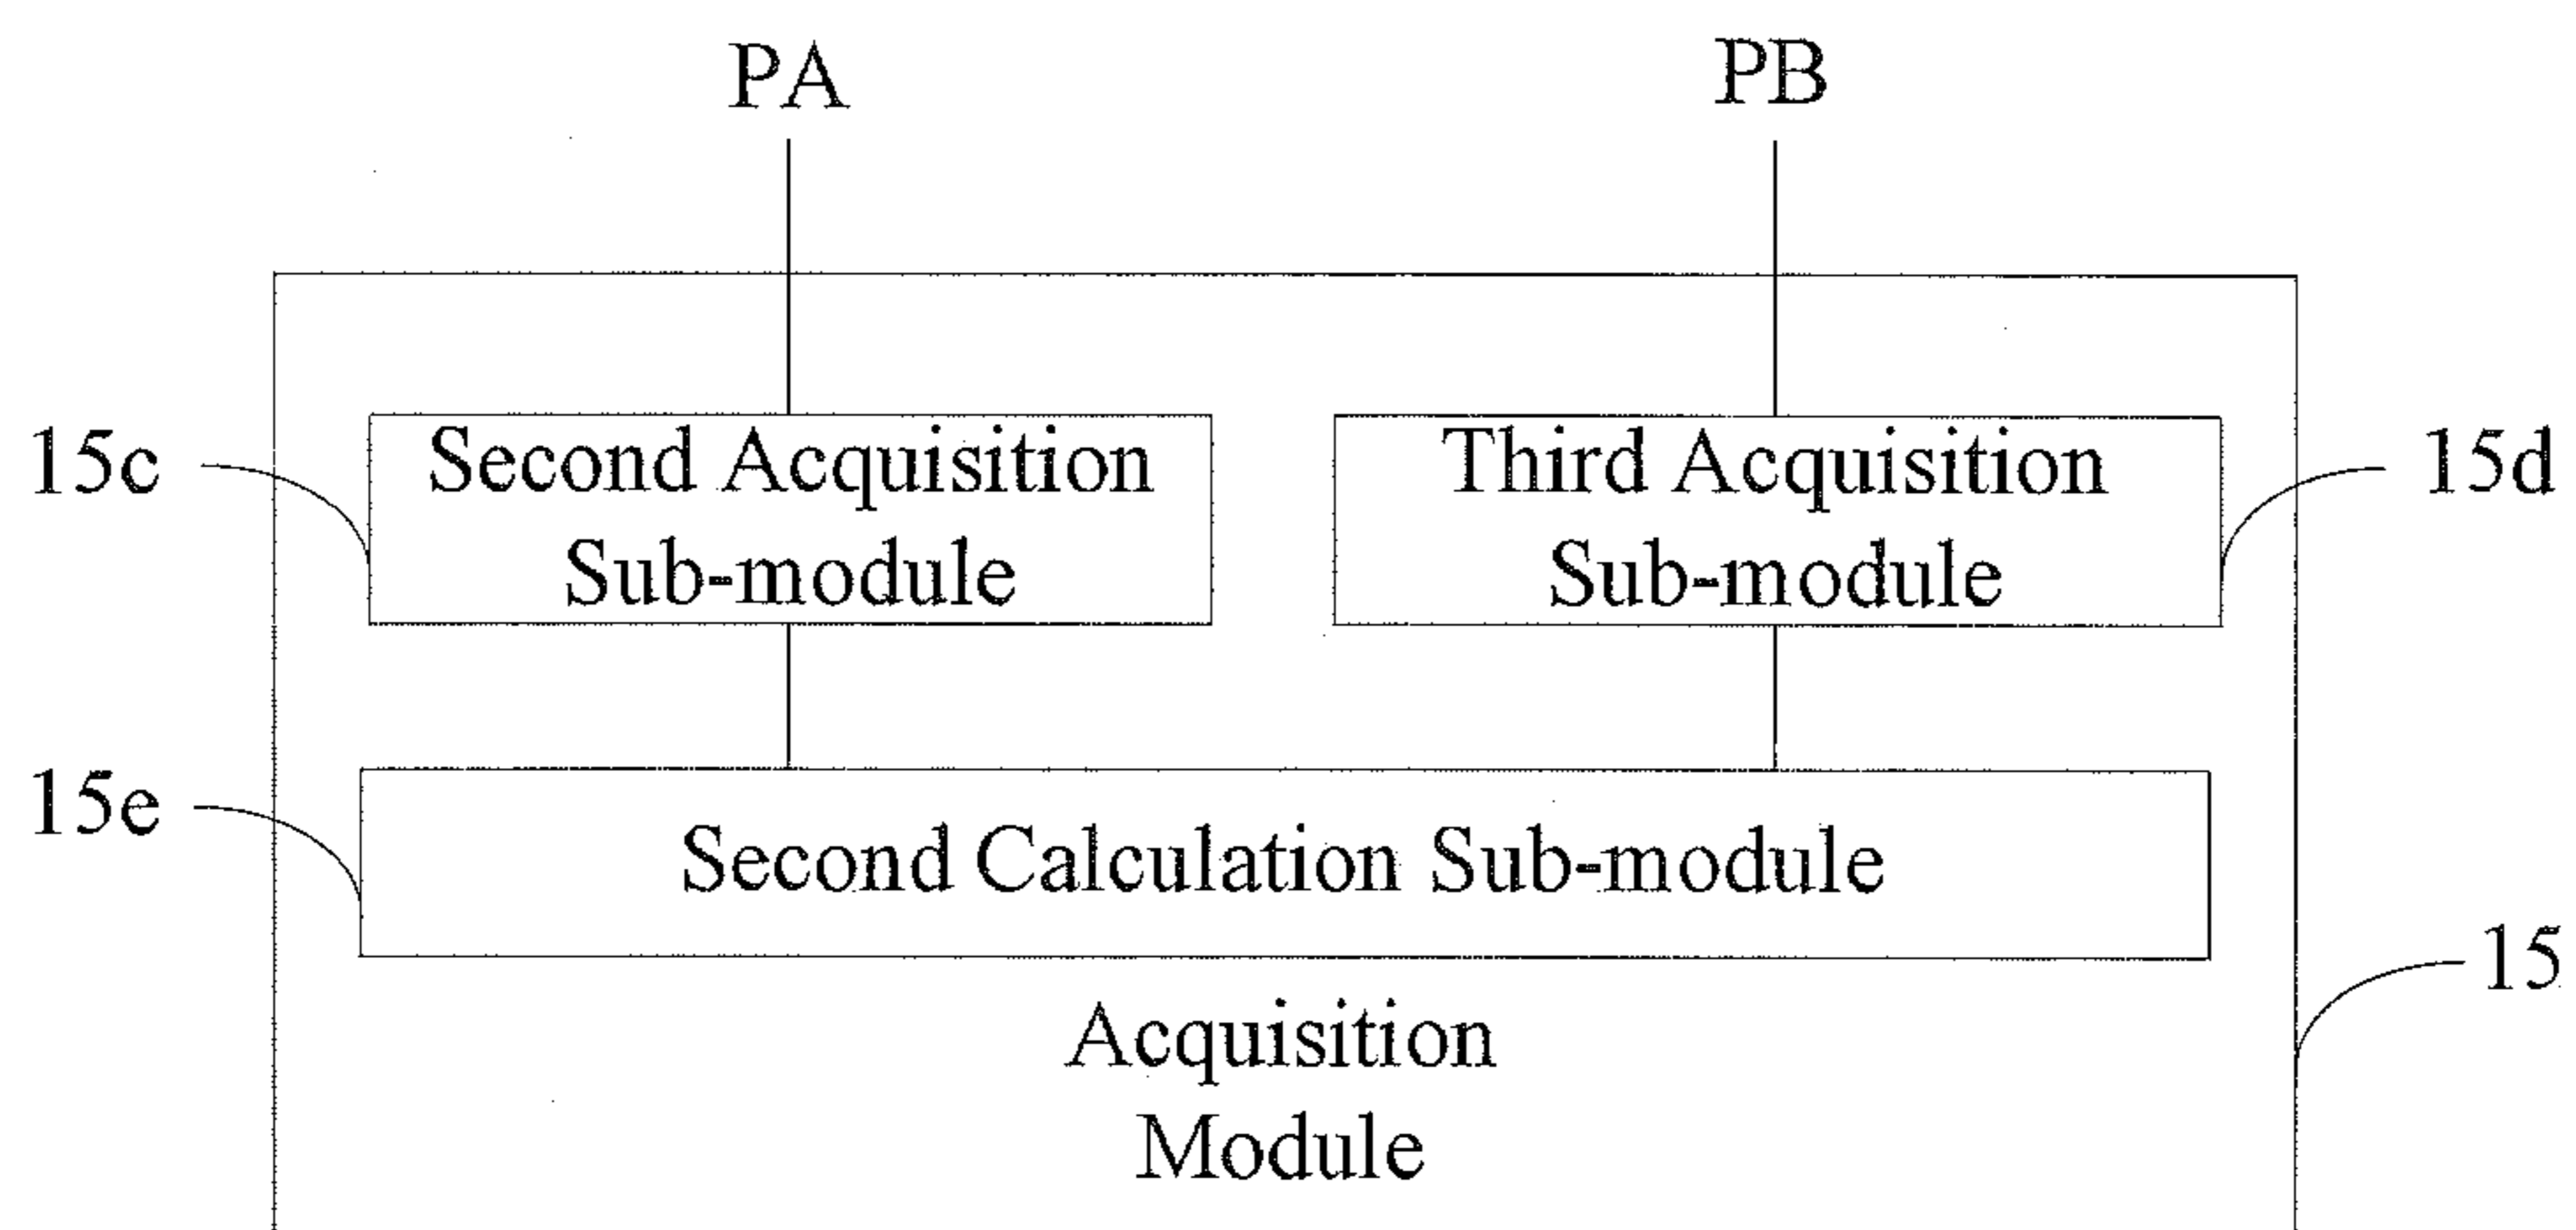 PA
PB
15c
Second Acquisition
Sub-module
Third Acquisition
Sub-module
15d
15e
Second Calculation Sub-module
15
Acquisition
Module